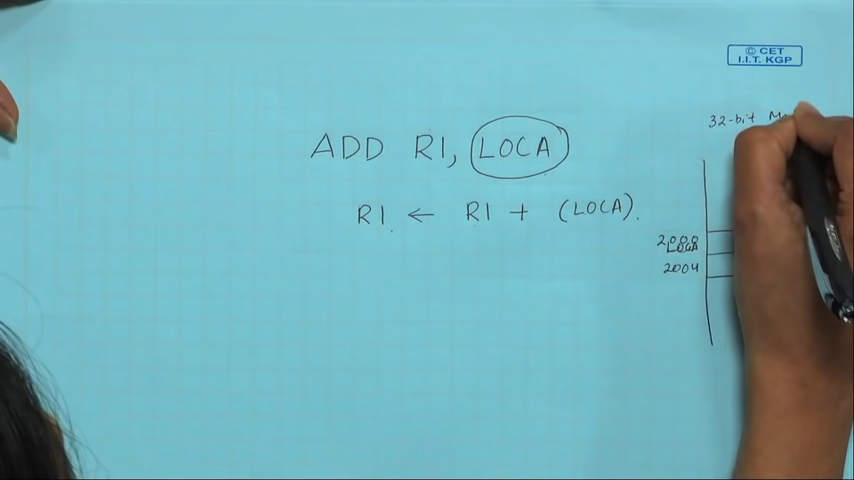 © CET
I.I.T. KGP
32-bit
ADD R1, LOCA
R1 ← R1 + (LOCA).
2000
LOCA
2004